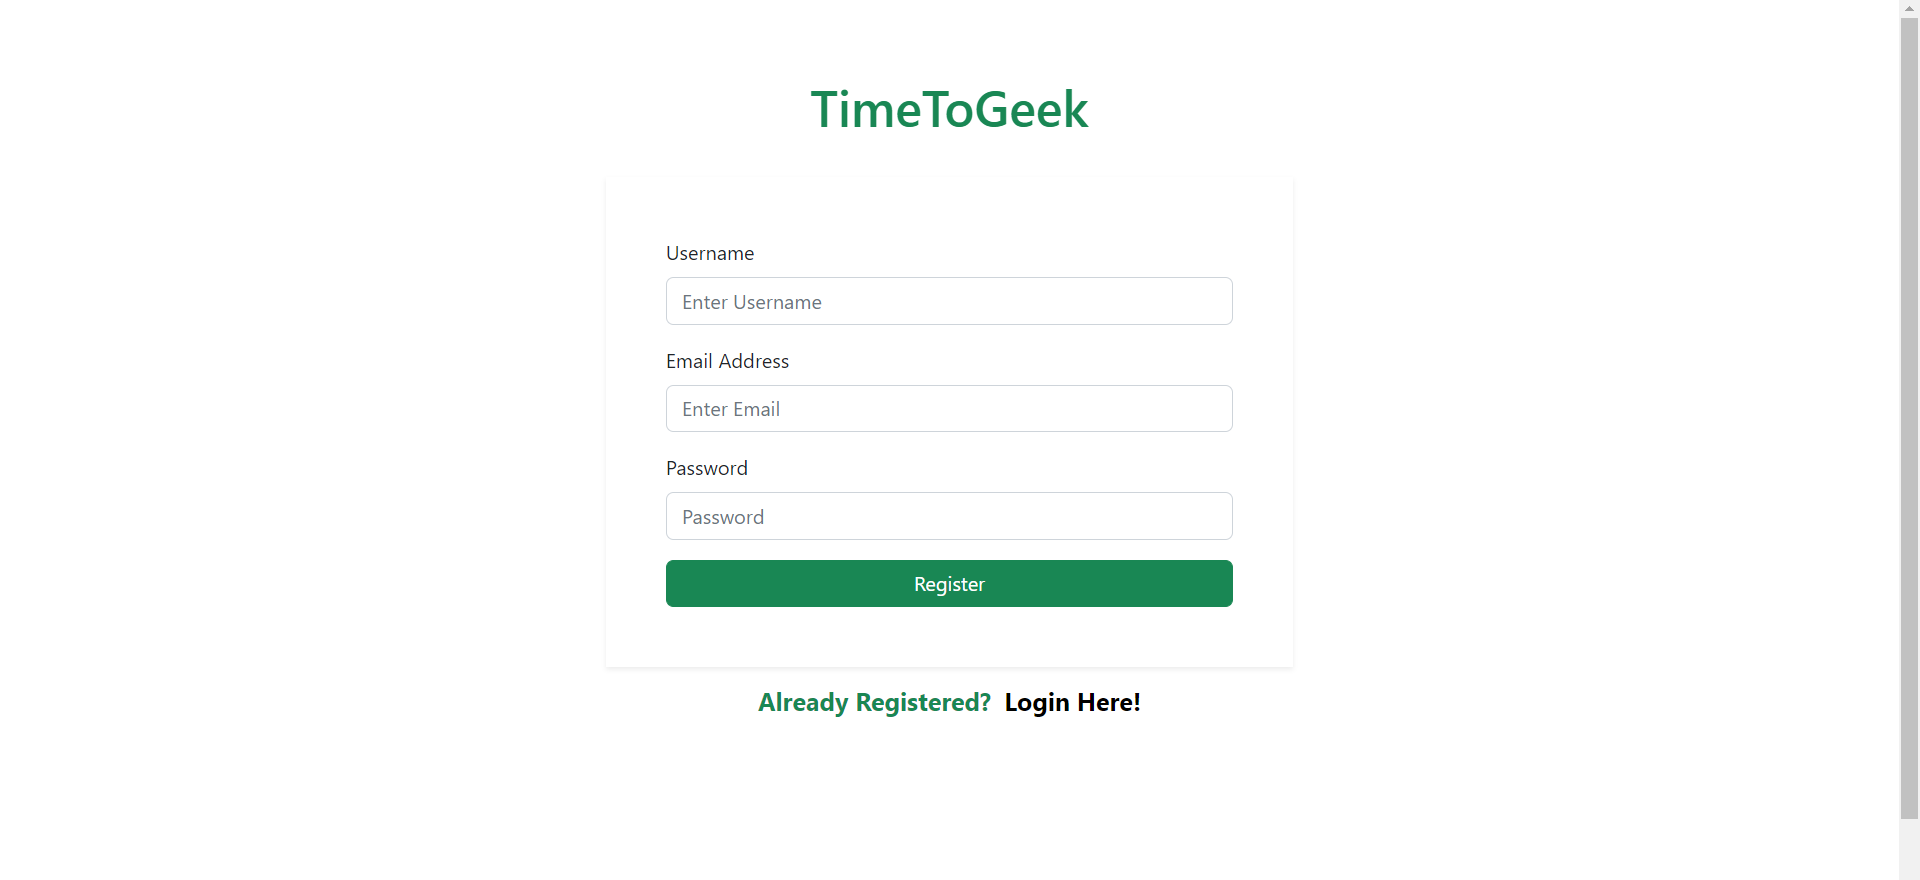 TimeToGeek
Username
Enter Username
Email Address
Enter Email
Password
Password
Register
Already Registered? Login Here!